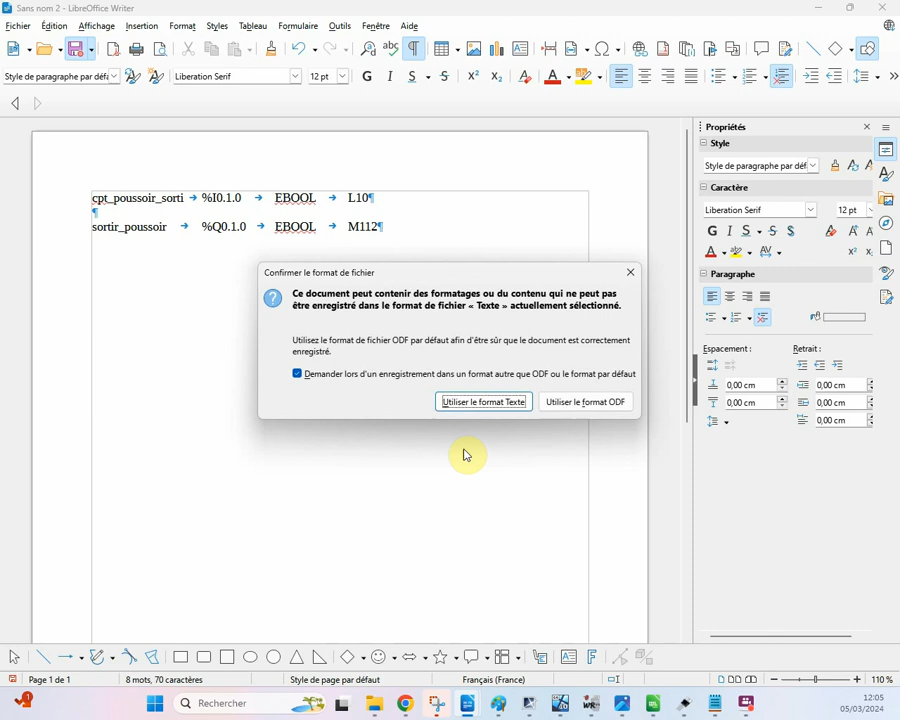 Sans nom 2 - LibreOffice Writer
Fichier Édition Affichage Insertion Format Styles Tableau Formulaire Outils Fenêtre Aide
Style de paragraphe par défa Liberation Serif 12 pt G I S S X² X₂ A A
Propriétés
Style
Style de paragraphe par déf
Caractère
Liberation Serif 12 pt
G I S S S
Paragraphe
Espacement : Retrait :
0,00 cm 0,00 cm
0,00 cm 0,00 cm
0,00 cm
cpt_poussoir_sorti → %I0.1.0 → EBOOL → L10¶
¶
sortir_poussoir → %Q0.1.0 → EBOOL → M112¶
Confirmer le format de fichier
Ce document peut contenir des formatages ou du contenu qui ne peut pas
être enregistré dans le format de fichier « Texte » actuellement sélectionné.
Utilisez le format de fichier ODF par défaut afin d'être sûr que le document est correctement
enregistré.
Demander lors d'un enregistrement dans un format autre que ODF ou le format par défaut
Utiliser le format Texte Utiliser le format ODF
Page 1 de 1 8 mots, 70 caractères Style de page par défaut Français (France) 110 %
1 Rechercher 12:05
05/03/2024